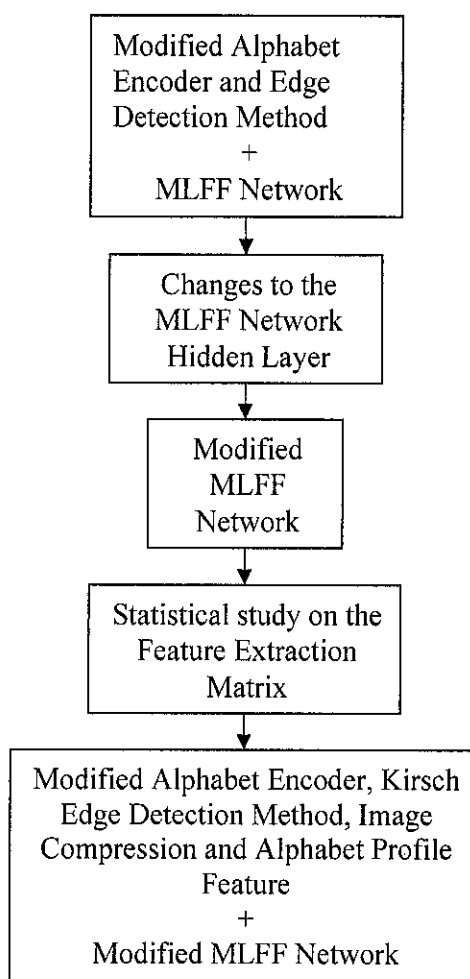 Modified Alphabet
Encoder and Edge
Detection Method
+
MLFF Network
Changes to the
MLFF Network
Hidden Layer
Modified
MLFF
Network
Statistical study on the
Feature Extraction
Matrix
Modified Alphabet Encoder, Kirsch
Edge Detection Method, Image
Compression and Alphabet Profile
Feature
+
Modified MLFF Network